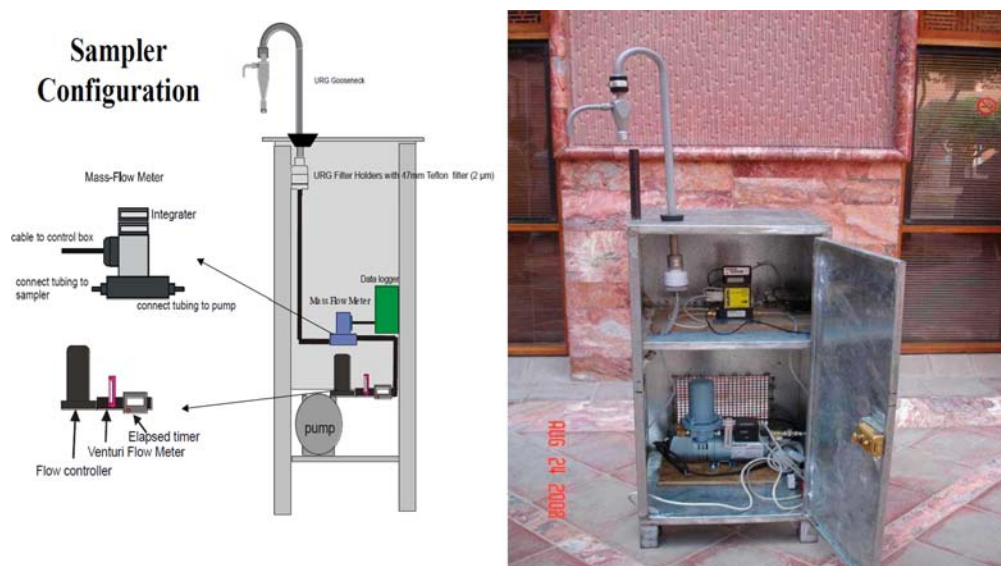 Sampler
Configuration
URG Gooseneck
URG Filter Holders with 47mm Teflon filter (2 µm)
Mass-Flow Meter
Integrater
cable to control box
connect tubing to
sampler
connect tubing to pump
Data logger
Mass Flow Meter
pump
Elapsed timer
Venturi Flow Meter
Flow controller
AUG 24 2008